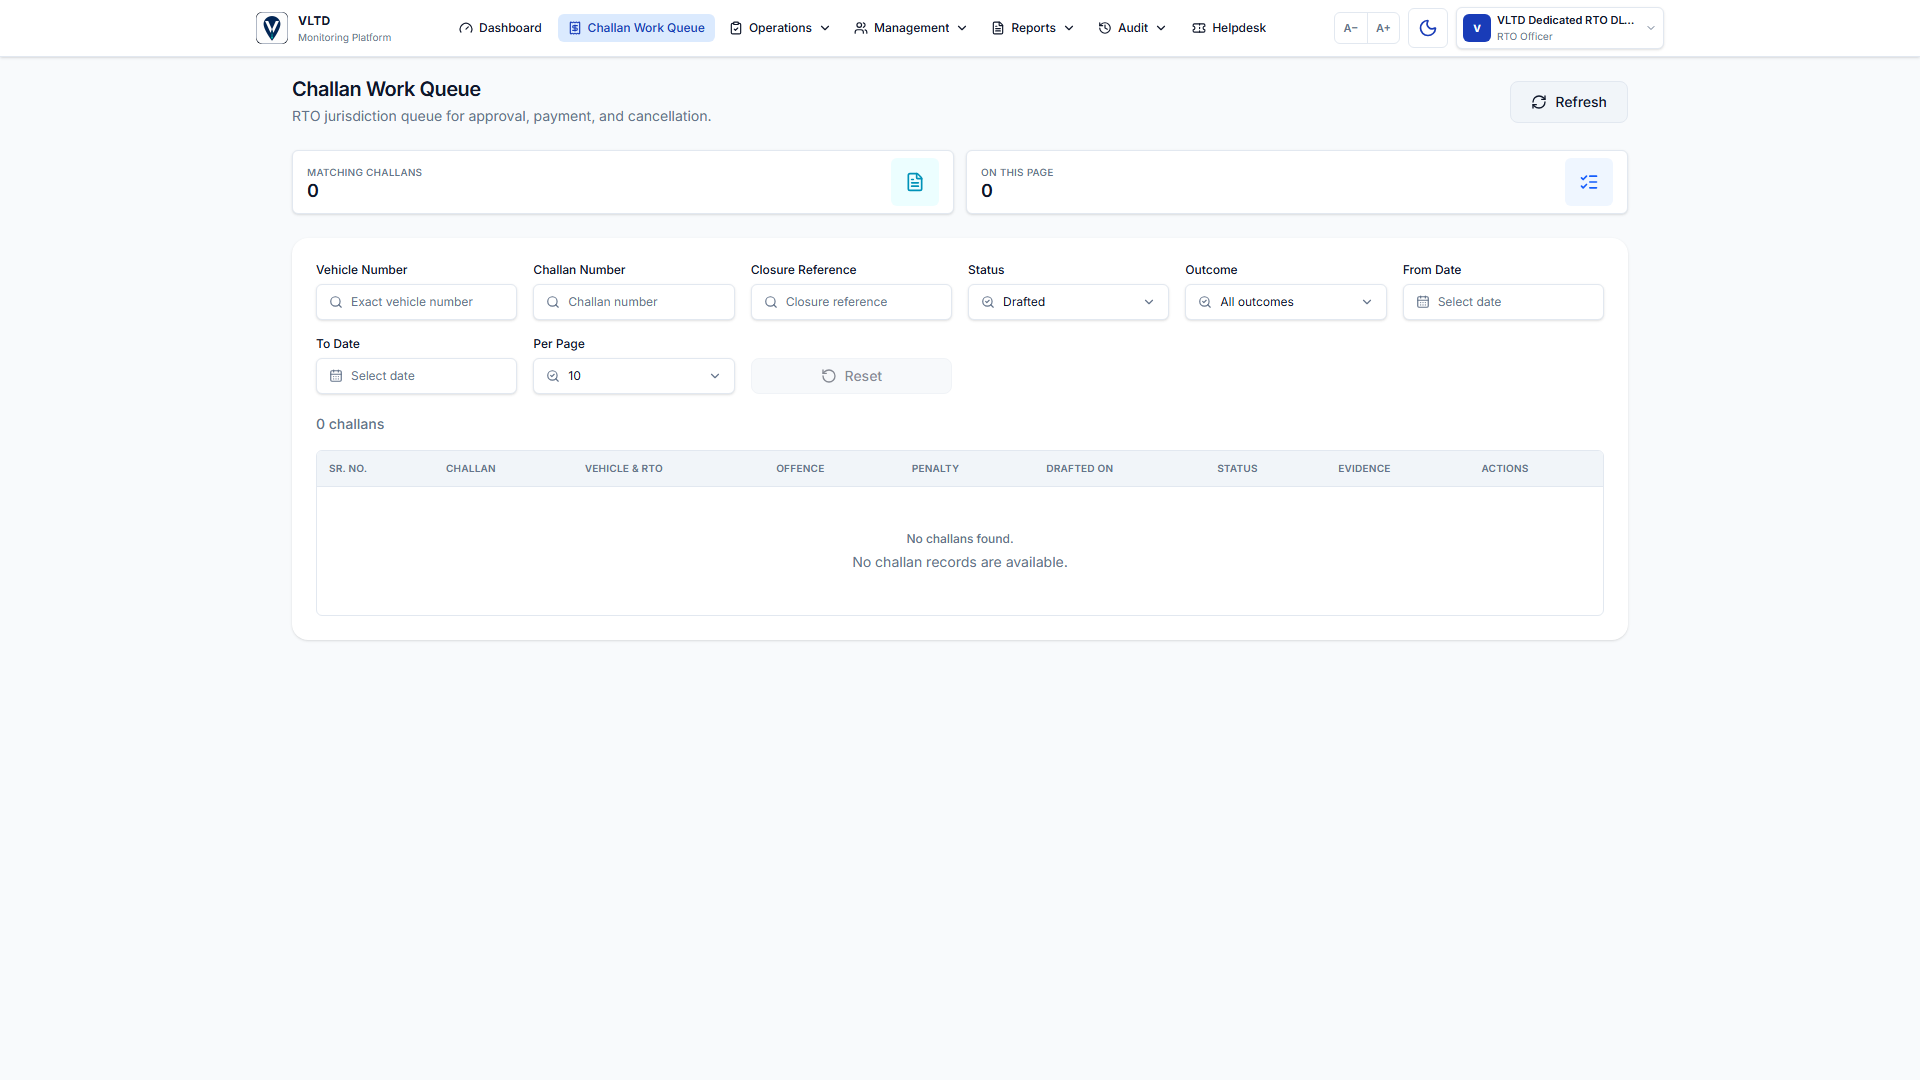 VLTD
Monitoring Platform
Dashboard
Challan Work Queue
Operations
Management
Reports
Audit
Helpdesk
A−
A+
V
VLTD Dedicated RTO DL...
RTO Officer
Challan Work Queue
RTO jurisdiction queue for approval, payment, and cancellation.
Refresh
MATCHING CHALLANS
0
ON THIS PAGE
0
Vehicle Number
Challan Number
Closure Reference
Status
Outcome
From Date
Exact vehicle number
Challan number
Closure reference
Drafted
All outcomes
Select date
To Date
Per Page
Select date
10
Reset
0 challans
SR. NO.
CHALLAN
VEHICLE & RTO
OFFENCE
PENALTY
DRAFTED ON
STATUS
EVIDENCE
ACTIONS
No challans found.
No challan records are available.